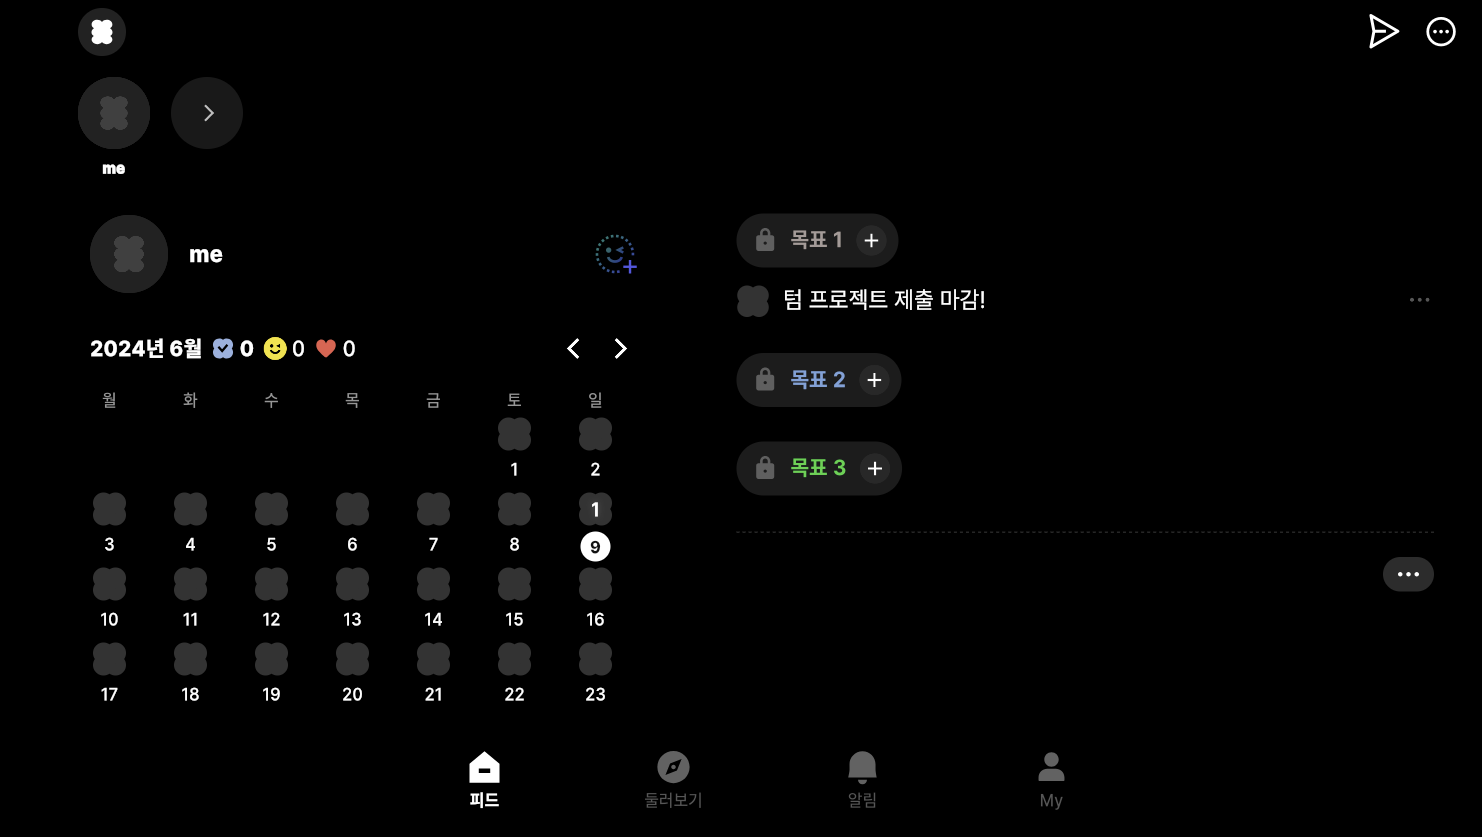 me
me
2024년 6월 0 0 0
월 화 수 목 금 토 일
1 2
1
3 4 5 6 7 8 9
10 11 12 13 14 15 16
17 18 19 20 21 22 23
목표 1 +
텀 프로젝트 제출 마감!
목표 2 +
목표 3 +
피드 둘러보기 알림 My